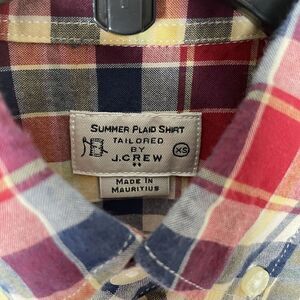 SUMMER PLAID SHIRT
TAILORED
BY
J.CREW
XS
MADE IN
MAURITIUS